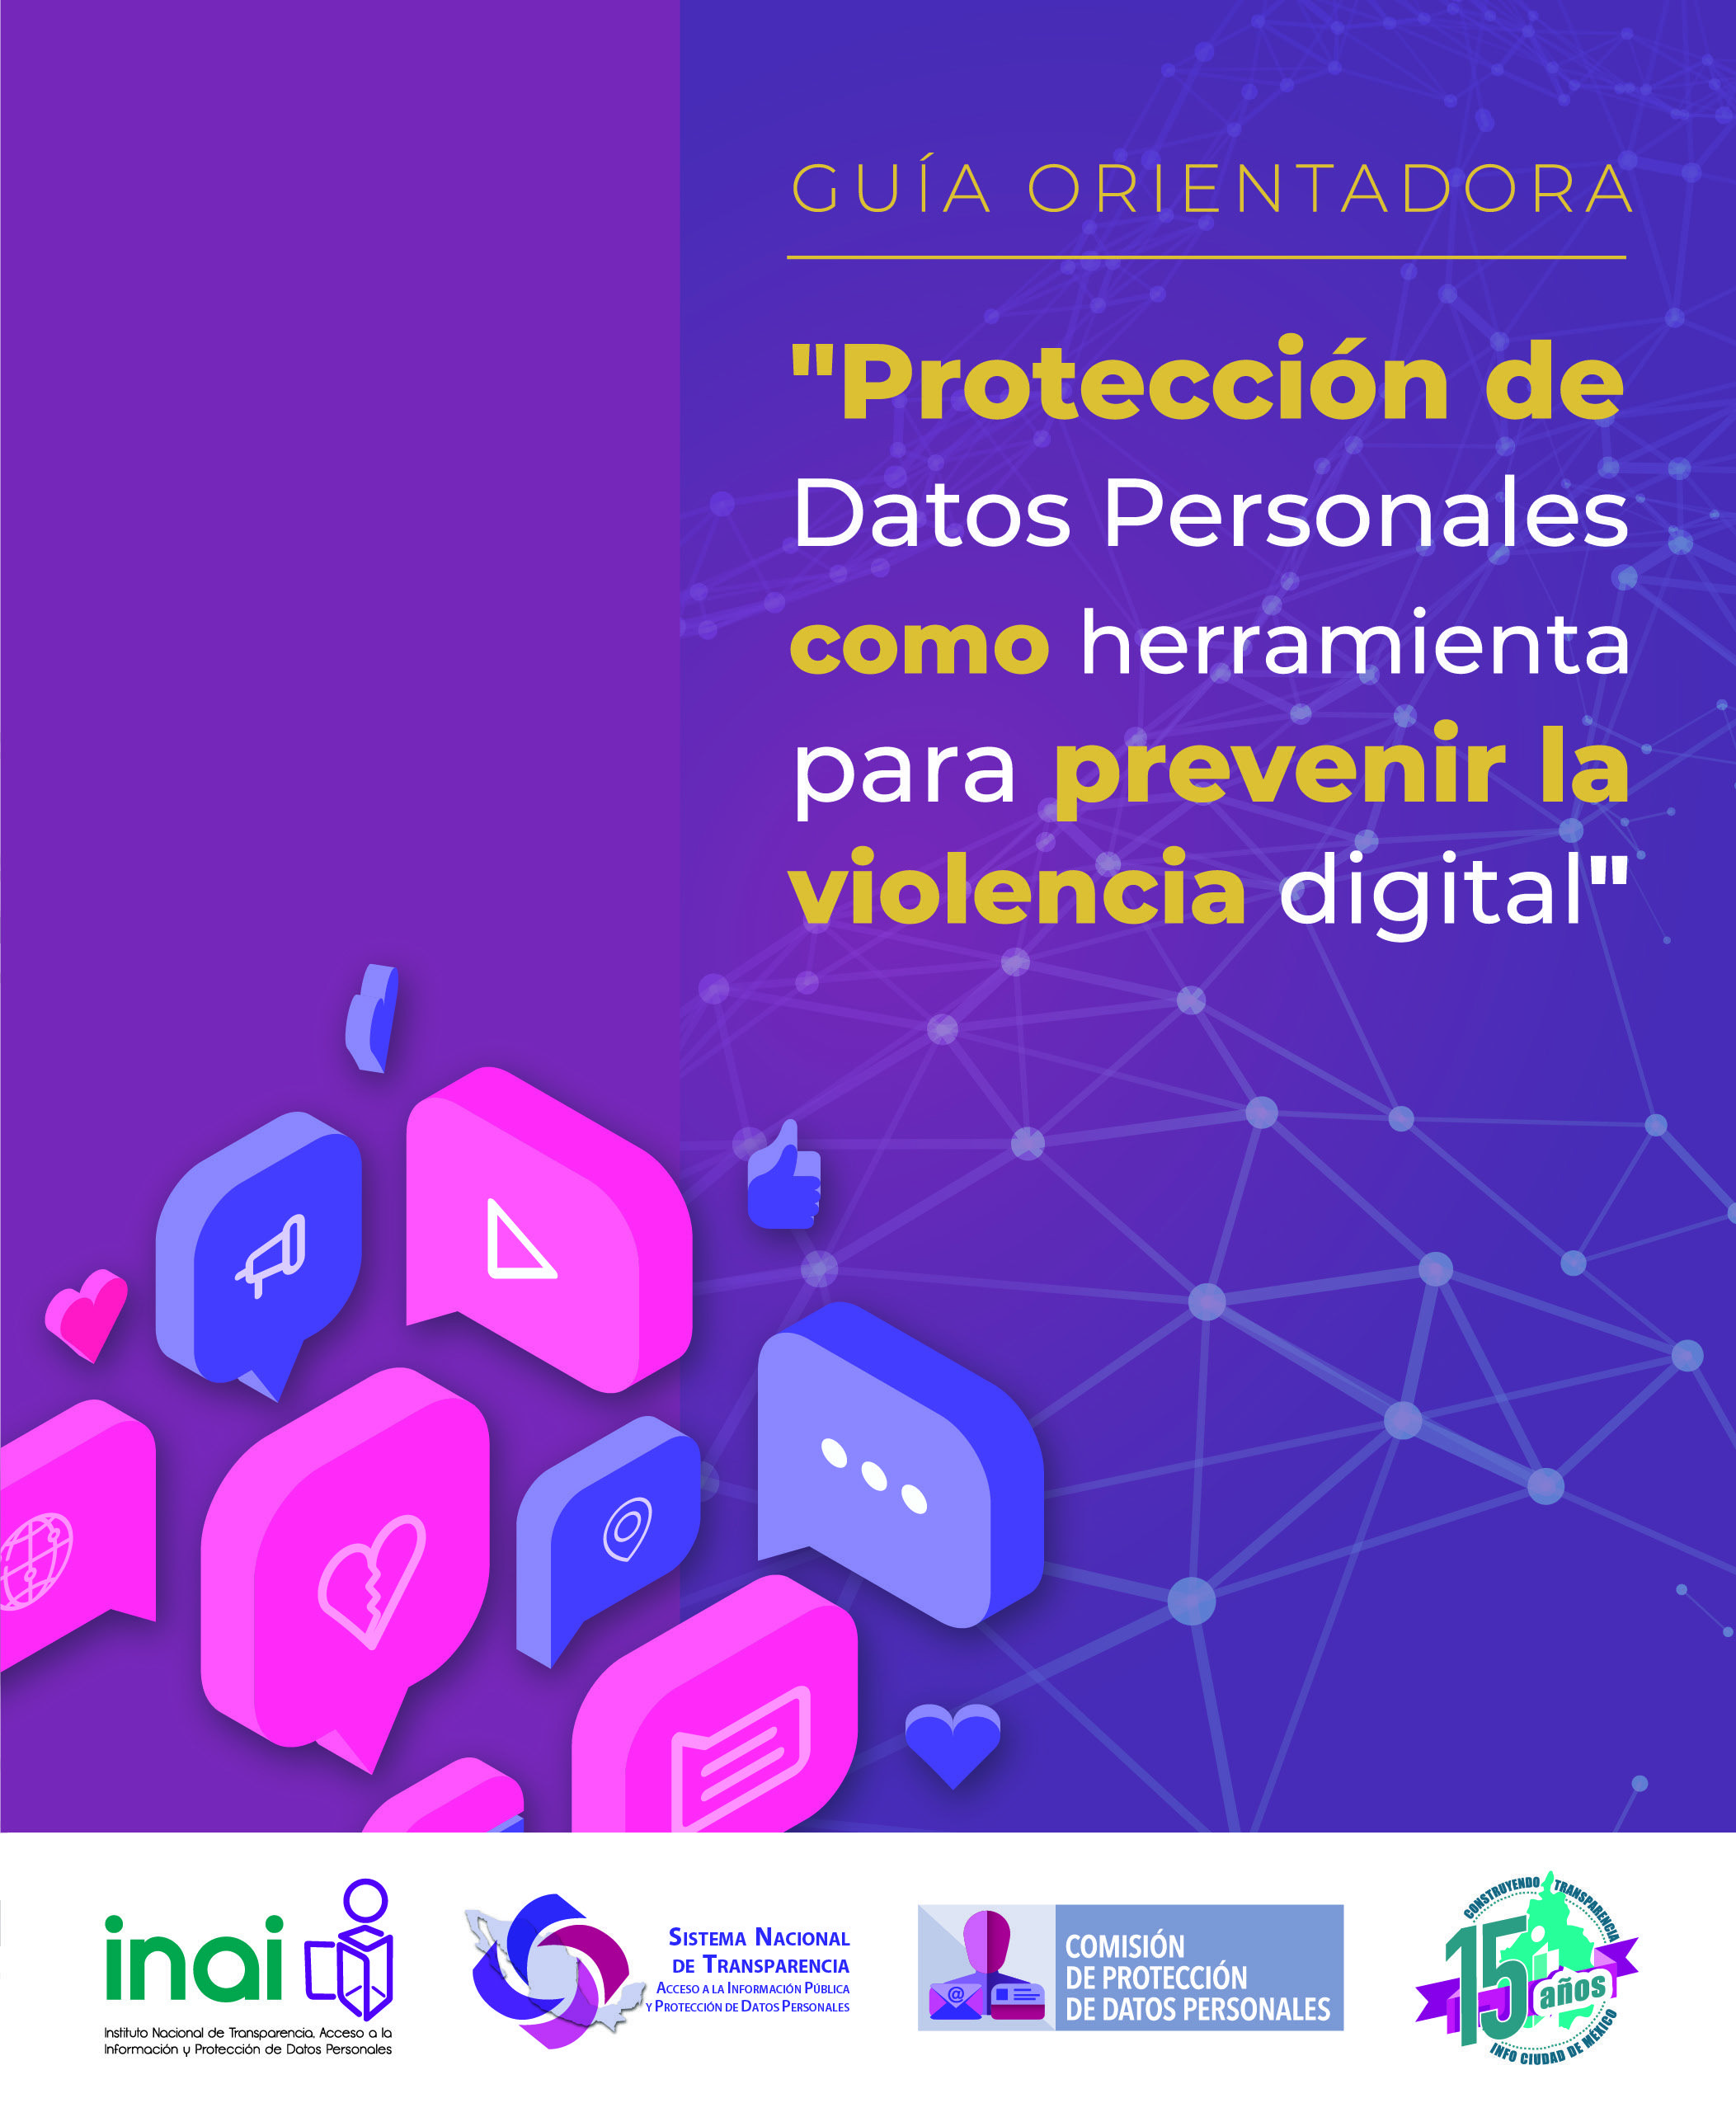 GUÍA ORIENTADORA
"Protección de
Datos Personales
como herramienta
para prevenir la
violencia digital"
inai
Instituto Nacional de Transparencia, Acceso a la
Información y Protección de Datos Personales
SISTEMA NACIONAL
DE TRANSPARENCIA
ACCESO A LA INFORMACIÓN PÚBLICA
Y PROTECCIÓN DE DATOS PERSONALES
@
COMISIÓN
DE PROTECCIÓN
DE DATOS PERSONALES
CONSTRUYENDO TRANSPARENCIA
15 años
INFO CIUDAD DE MÉXICO